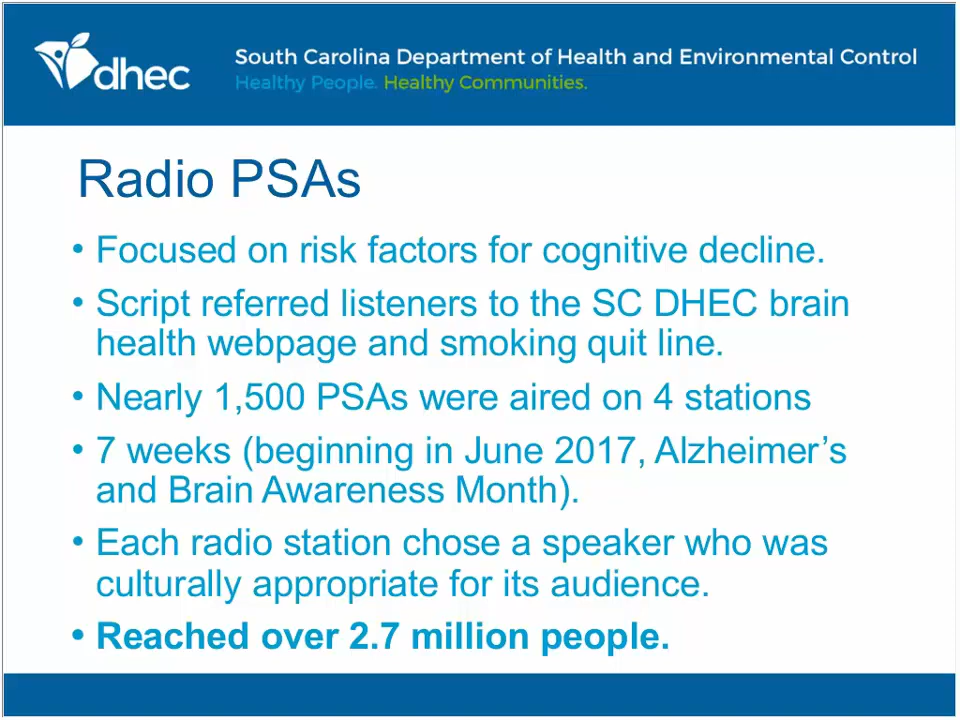 dhec
South Carolina Department of Health and Environmental Control
Healthy People. Healthy Communities.
Radio PSAs
• Focused on risk factors for cognitive decline.
• Script referred listeners to the SC DHEC brain
health webpage and smoking quit line.
• Nearly 1,500 PSAs were aired on 4 stations
• 7 weeks (beginning in June 2017, Alzheimer’s
and Brain Awareness Month).
• Each radio station chose a speaker who was
culturally appropriate for its audience.
• Reached over 2.7 million people.